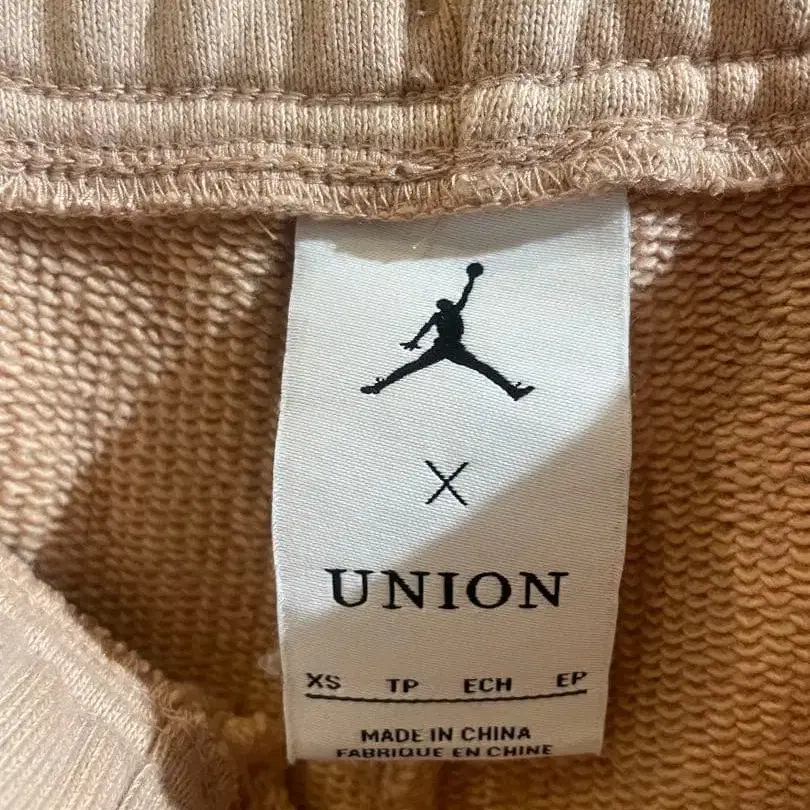 X
UNION
XS TP ECH EP
MADE IN CHINA
FABRIQUE EN CHINE